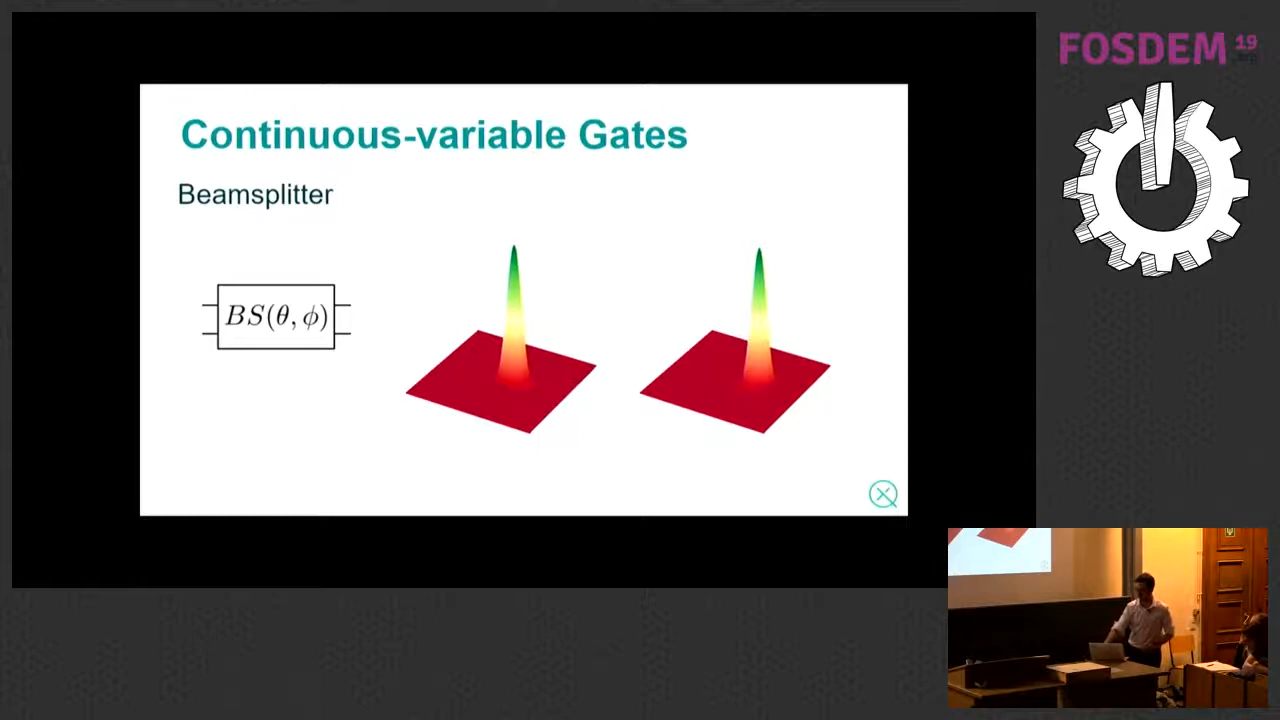 Continuous-variable Gates
Beamsplitter
BS(θ, ϕ)
FOSDEM 19